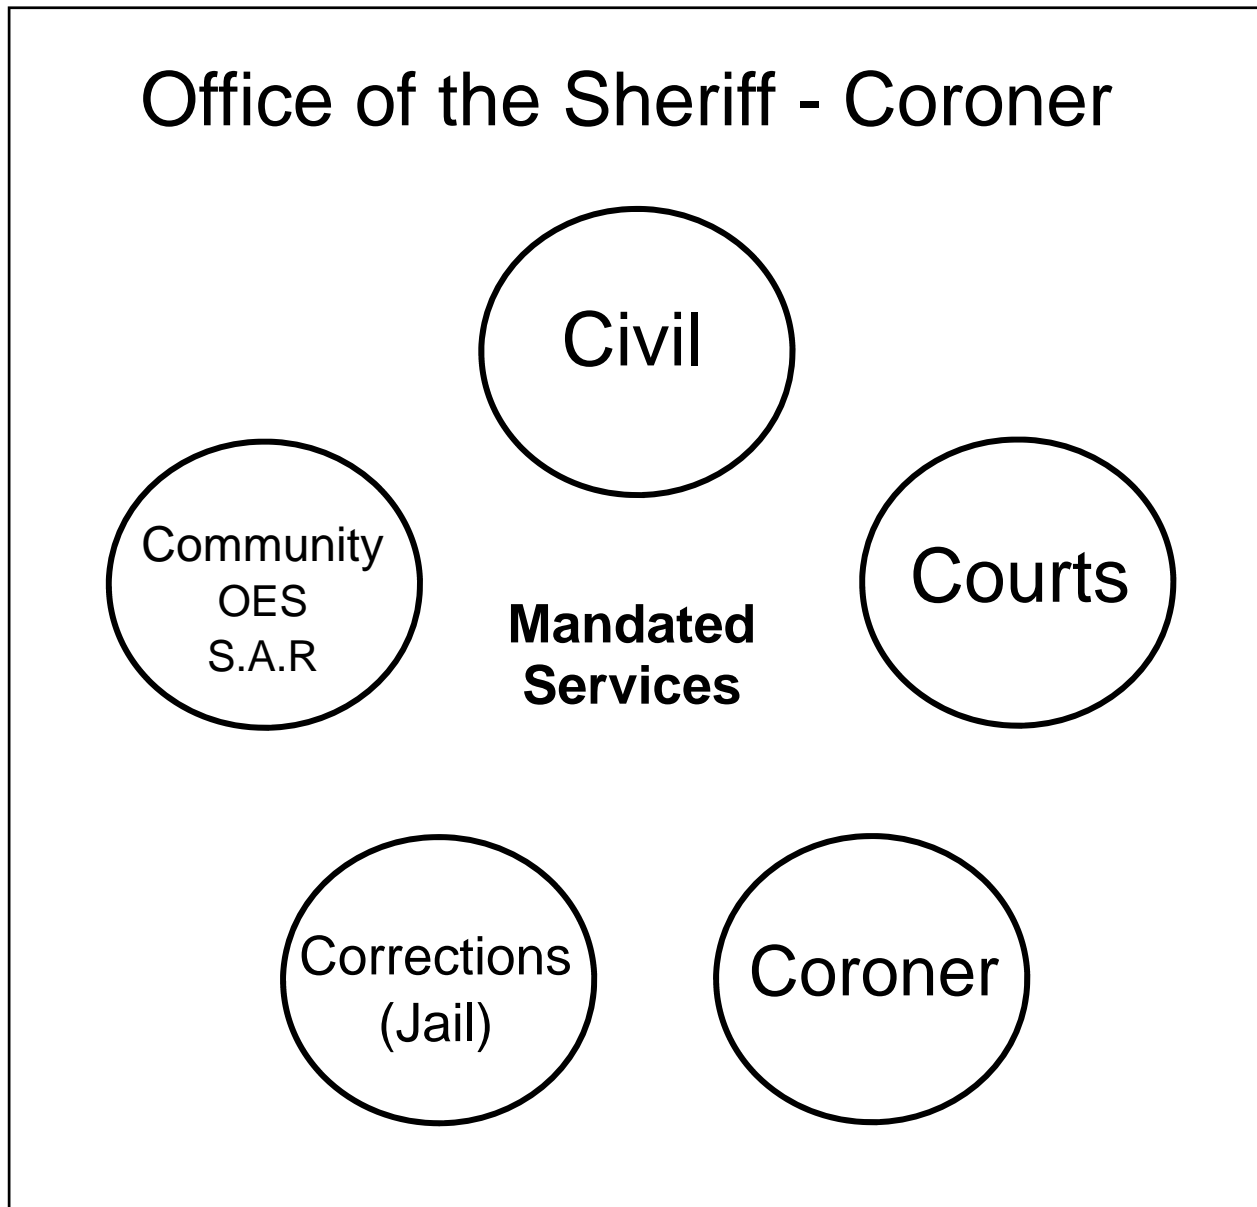 Office of the Sheriff - Coroner
Civil
Community
OES
S.A.R
Courts
Mandated
Services
Corrections
(Jail)
Coroner